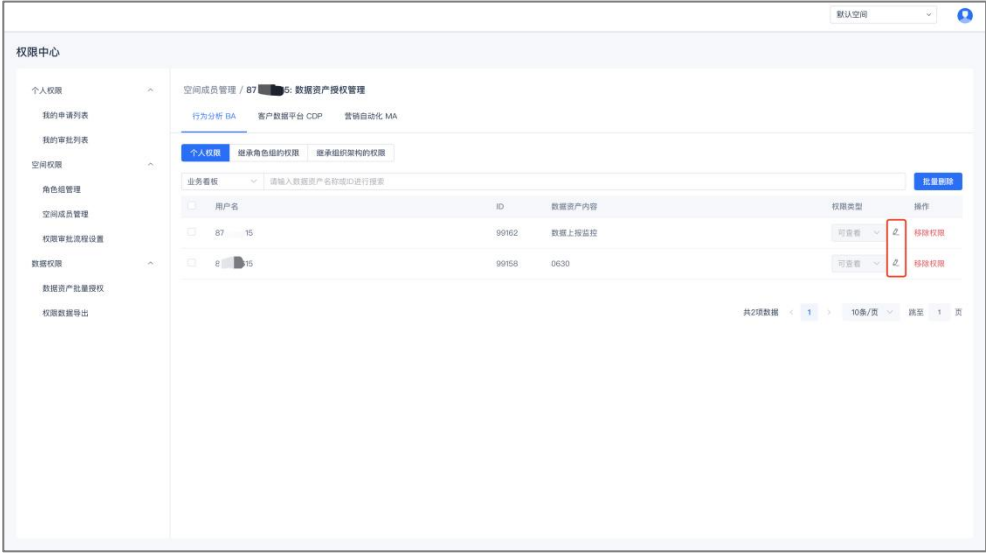 默认空间
权限中心
个人权限
我的申请列表
我的审批列表
空间权限
角色组管理
空间成员管理
权限审批流程设置
数据权限
数据资产批量授权
权限数据导出
空间成员管理 / 87 5: 数据资产授权管理
行为分析 BA 客户数据平台 CDP 营销自动化 MA
个人权限 继承角色组的权限 继承组织架构的权限
业务看板 请输入数据资产名称或ID进行搜索 批量删除
用户名 ID 数据资产内容 权限类型 操作
87 15 99162 数据上报监控 可查看 移除权限
8 15 99158 0630 可查看 移除权限
共2项数据 1 10条/页 跳至 1 页